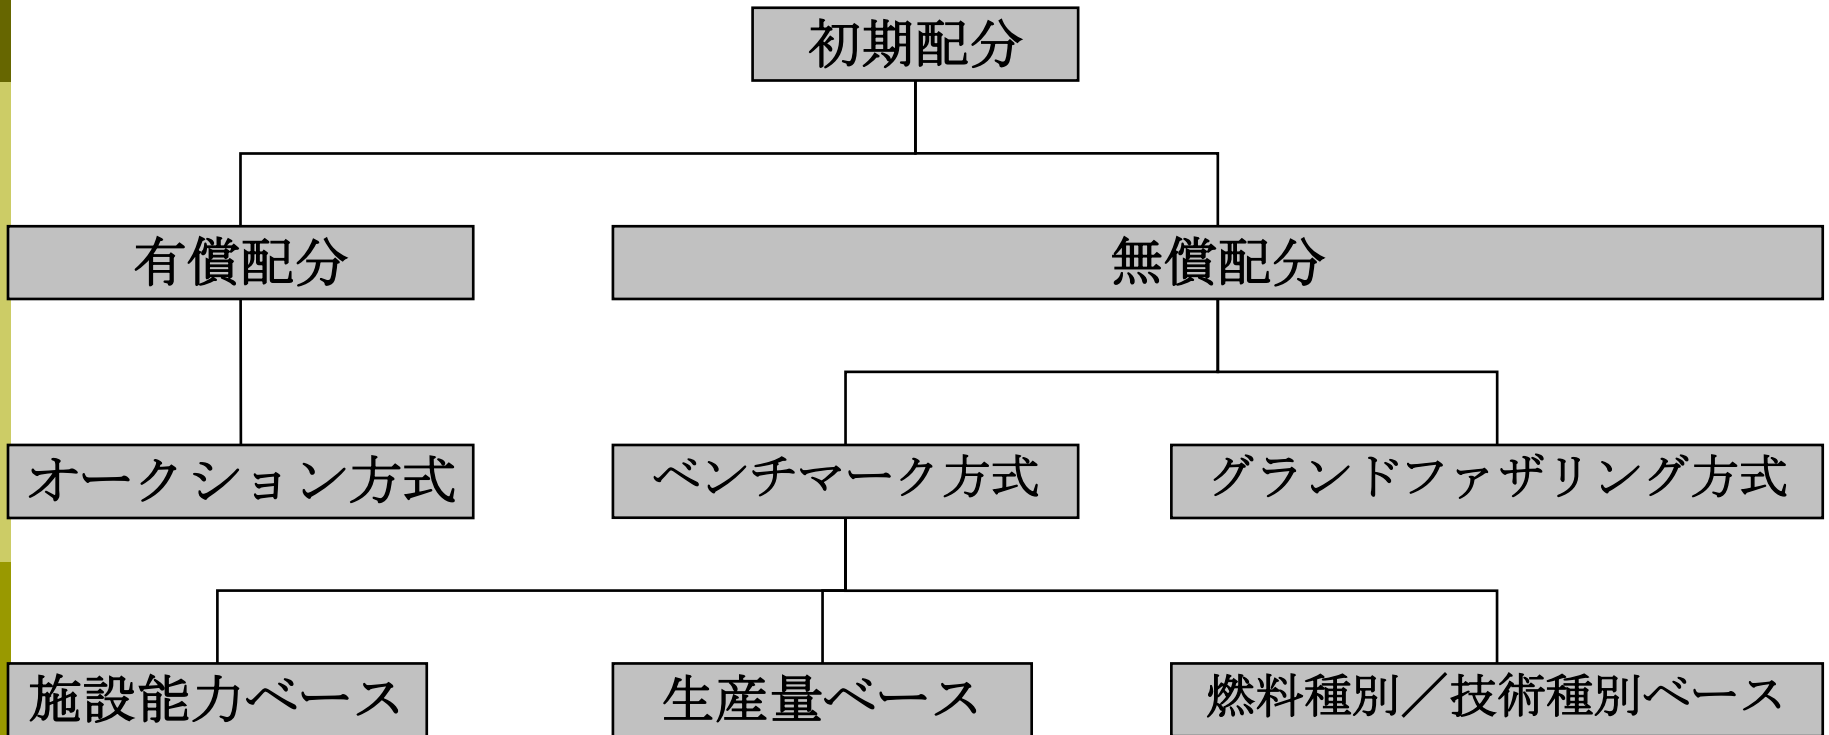 初期配分
有償配分
無償配分
オークション方式
ベンチマーク方式
グランドファザリング方式
施設能力ベース
生産量ベース
燃料種別／技術種別ベース